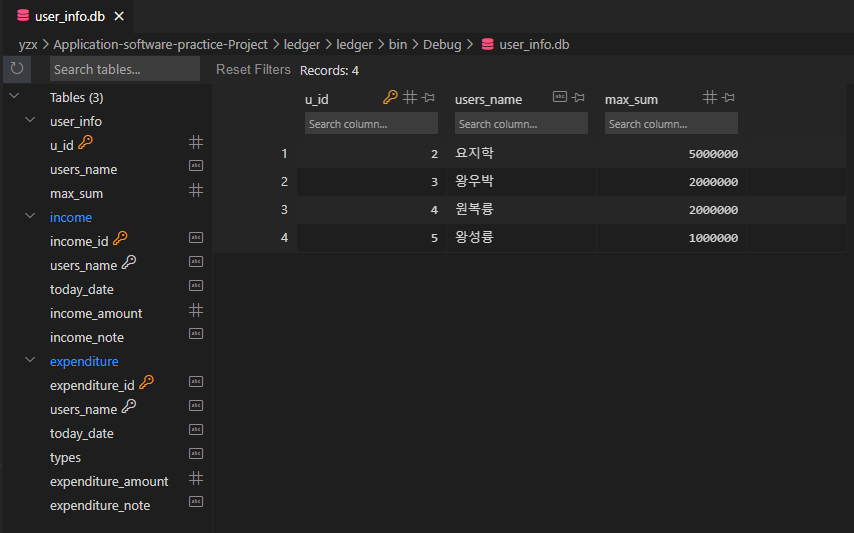 user_info.db
yzx > Application-software-practice-Project > ledger > ledger > bin > Debug > user_info.db
Search tables...
Reset Filters Records: 4
Tables (3)
user_info
u_id
users_name
max_sum
income
income_id
users_name
today_date
income_amount
income_note
expenditure
expenditure_id
users_name
today_date
types
expenditure_amount
expenditure_note
u_id users_name max_sum
Search column... Search column... Search column...
1 2 요지학 5000000
2 3 왕우박 2000000
3 4 원복륭 2000000
4 5 왕성륭 1000000